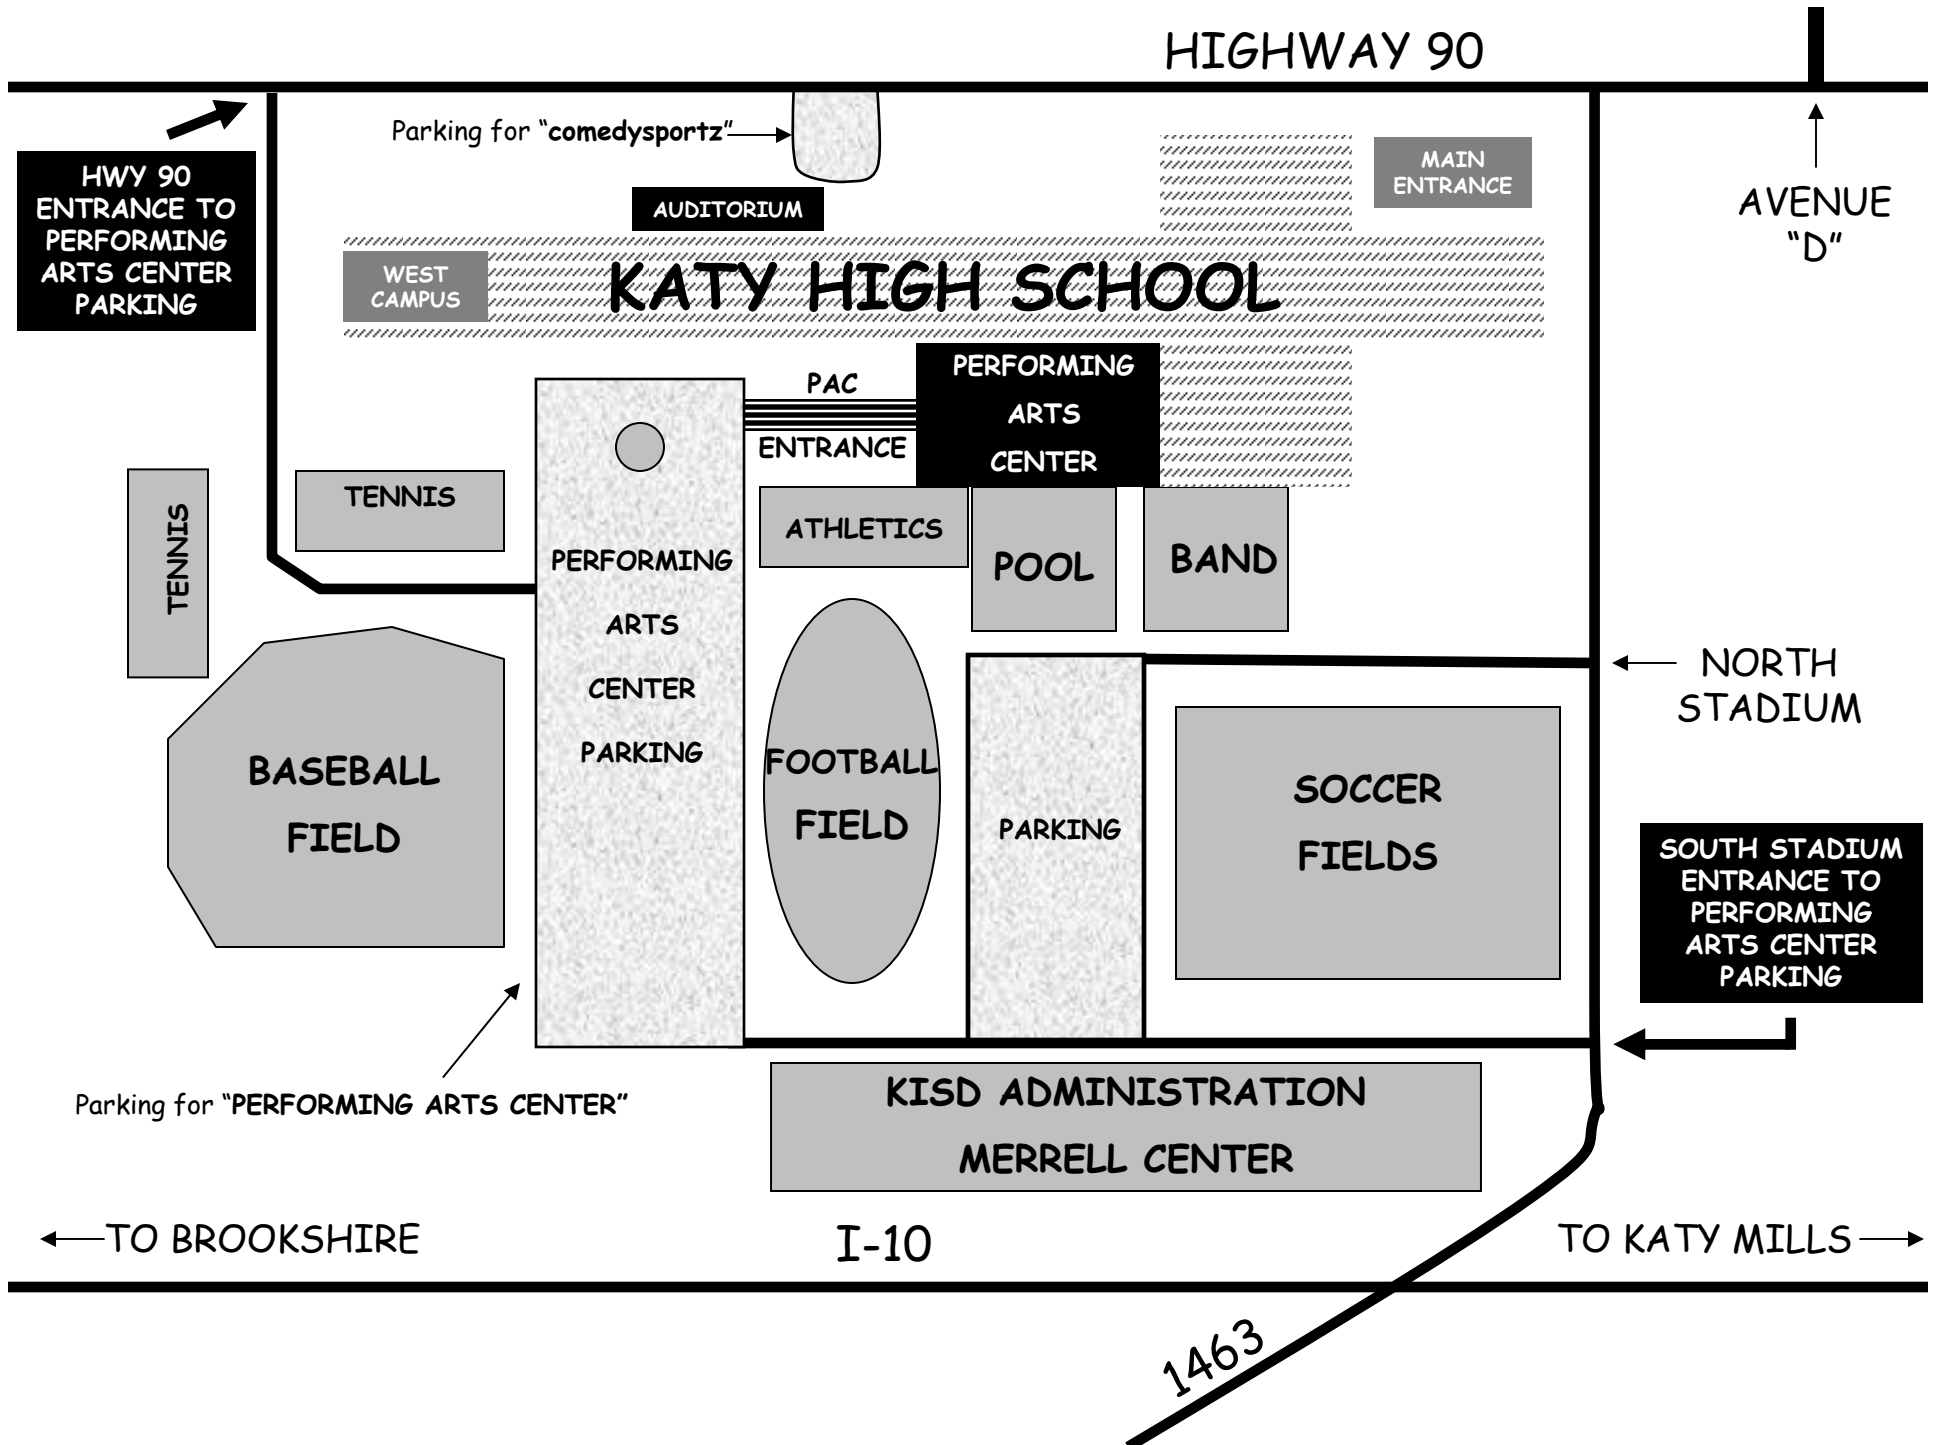 HIGHWAY 90
Parking for “comedysportz”
MAIN
ENTRANCE
HWY 90
ENTRANCE TO
PERFORMING
ARTS CENTER
PARKING
AUDITORIUM
AVENUE
“D”
WEST
CAMPUS
KATY HIGH SCHOOL
PERFORMING
ARTS
CENTER
PAC
ENTRANCE
TENNIS
TENNIS
ATHLETICS
POOL
BAND
PERFORMING
ARTS
CENTER
PARKING
NORTH
STADIUM
BASEBALL
FIELD
FOOTBALL
FIELD
PARKING
SOCCER
FIELDS
SOUTH STADIUM
ENTRANCE TO
PERFORMING
ARTS CENTER
PARKING
Parking for “PERFORMING ARTS CENTER”
KISD ADMINISTRATION
MERRELL CENTER
TO BROOKSHIRE
I-10
TO KATY MILLS
1463